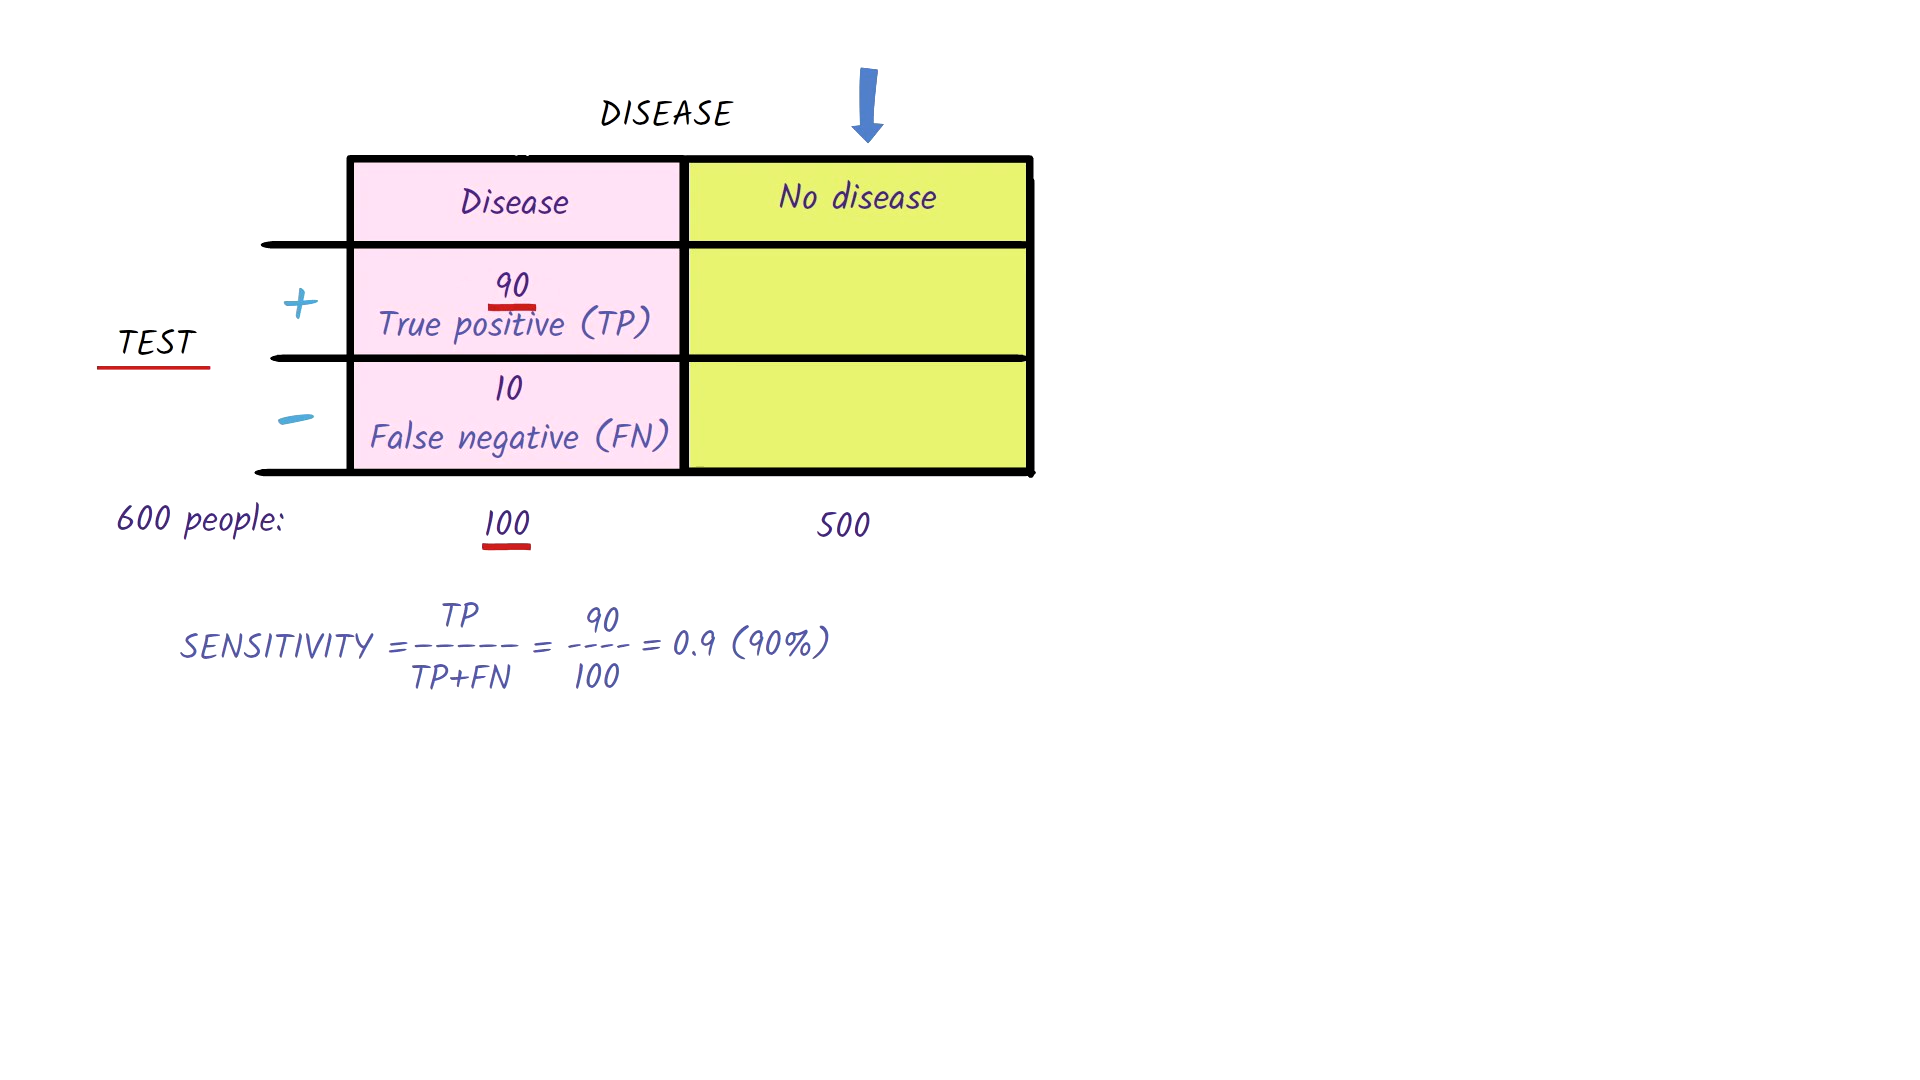 DISEASE
Disease
No disease
+
90
True positive (TP)
TEST
-
10
False negative (FN)
600 people:
100
500
SENSITIVITY = TP ----- TP+FN = 90 ---- 100 = 0.9 (90%)